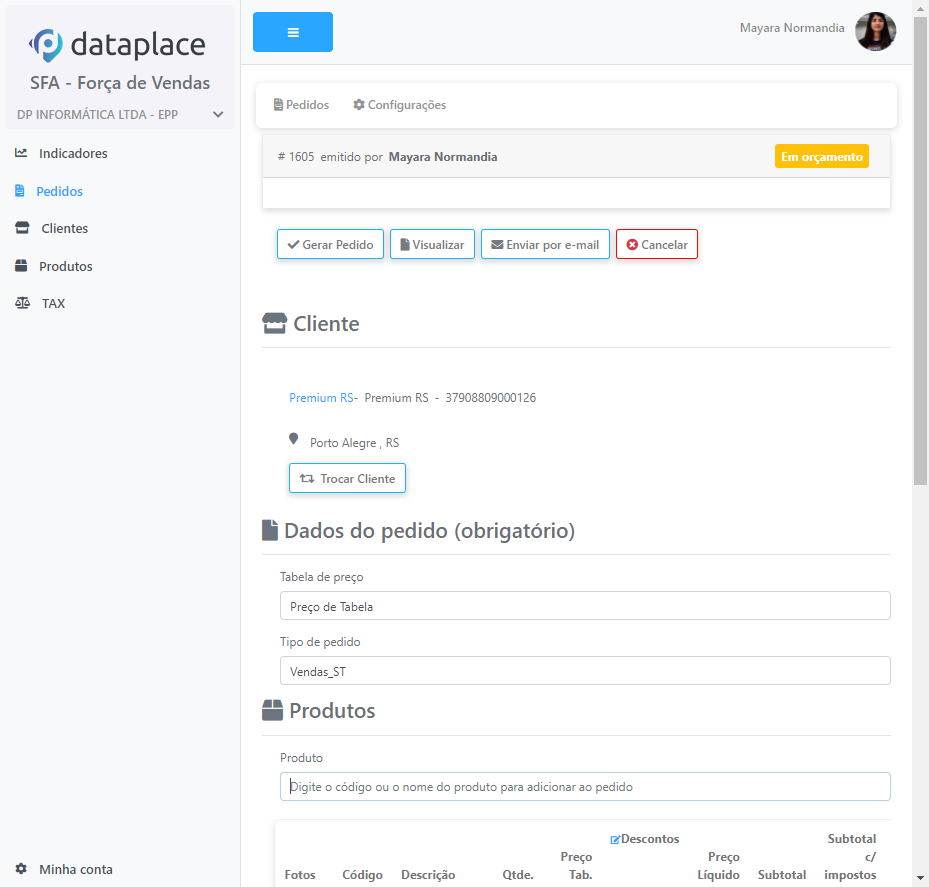 dataplace
SFA - Força de Vendas
DP INFORMÁTICA LTDA - EPP
Indicadores
Pedidos
Clientes
Produtos
TAX
Minha conta
Mayara Normandia
Pedidos Configurações
# 1605 emitido por Mayara Normandia Em orçamento
Gerar Pedido Visualizar Enviar por e-mail Cancelar
Cliente
Premium RS- Premium RS - 37908809000126
Porto Alegre , RS
Trocar Cliente
Dados do pedido (obrigatório)
Tabela de preço
Preço de Tabela
Tipo de pedido
Vendas_ST
Produtos
Produto
Digite o código ou o nome do produto para adicionar ao pedido
Fotos Código Descrição Qtde. Preço Tab. Descontos Preço Líquido Subtotal Subtotal c/ impostos